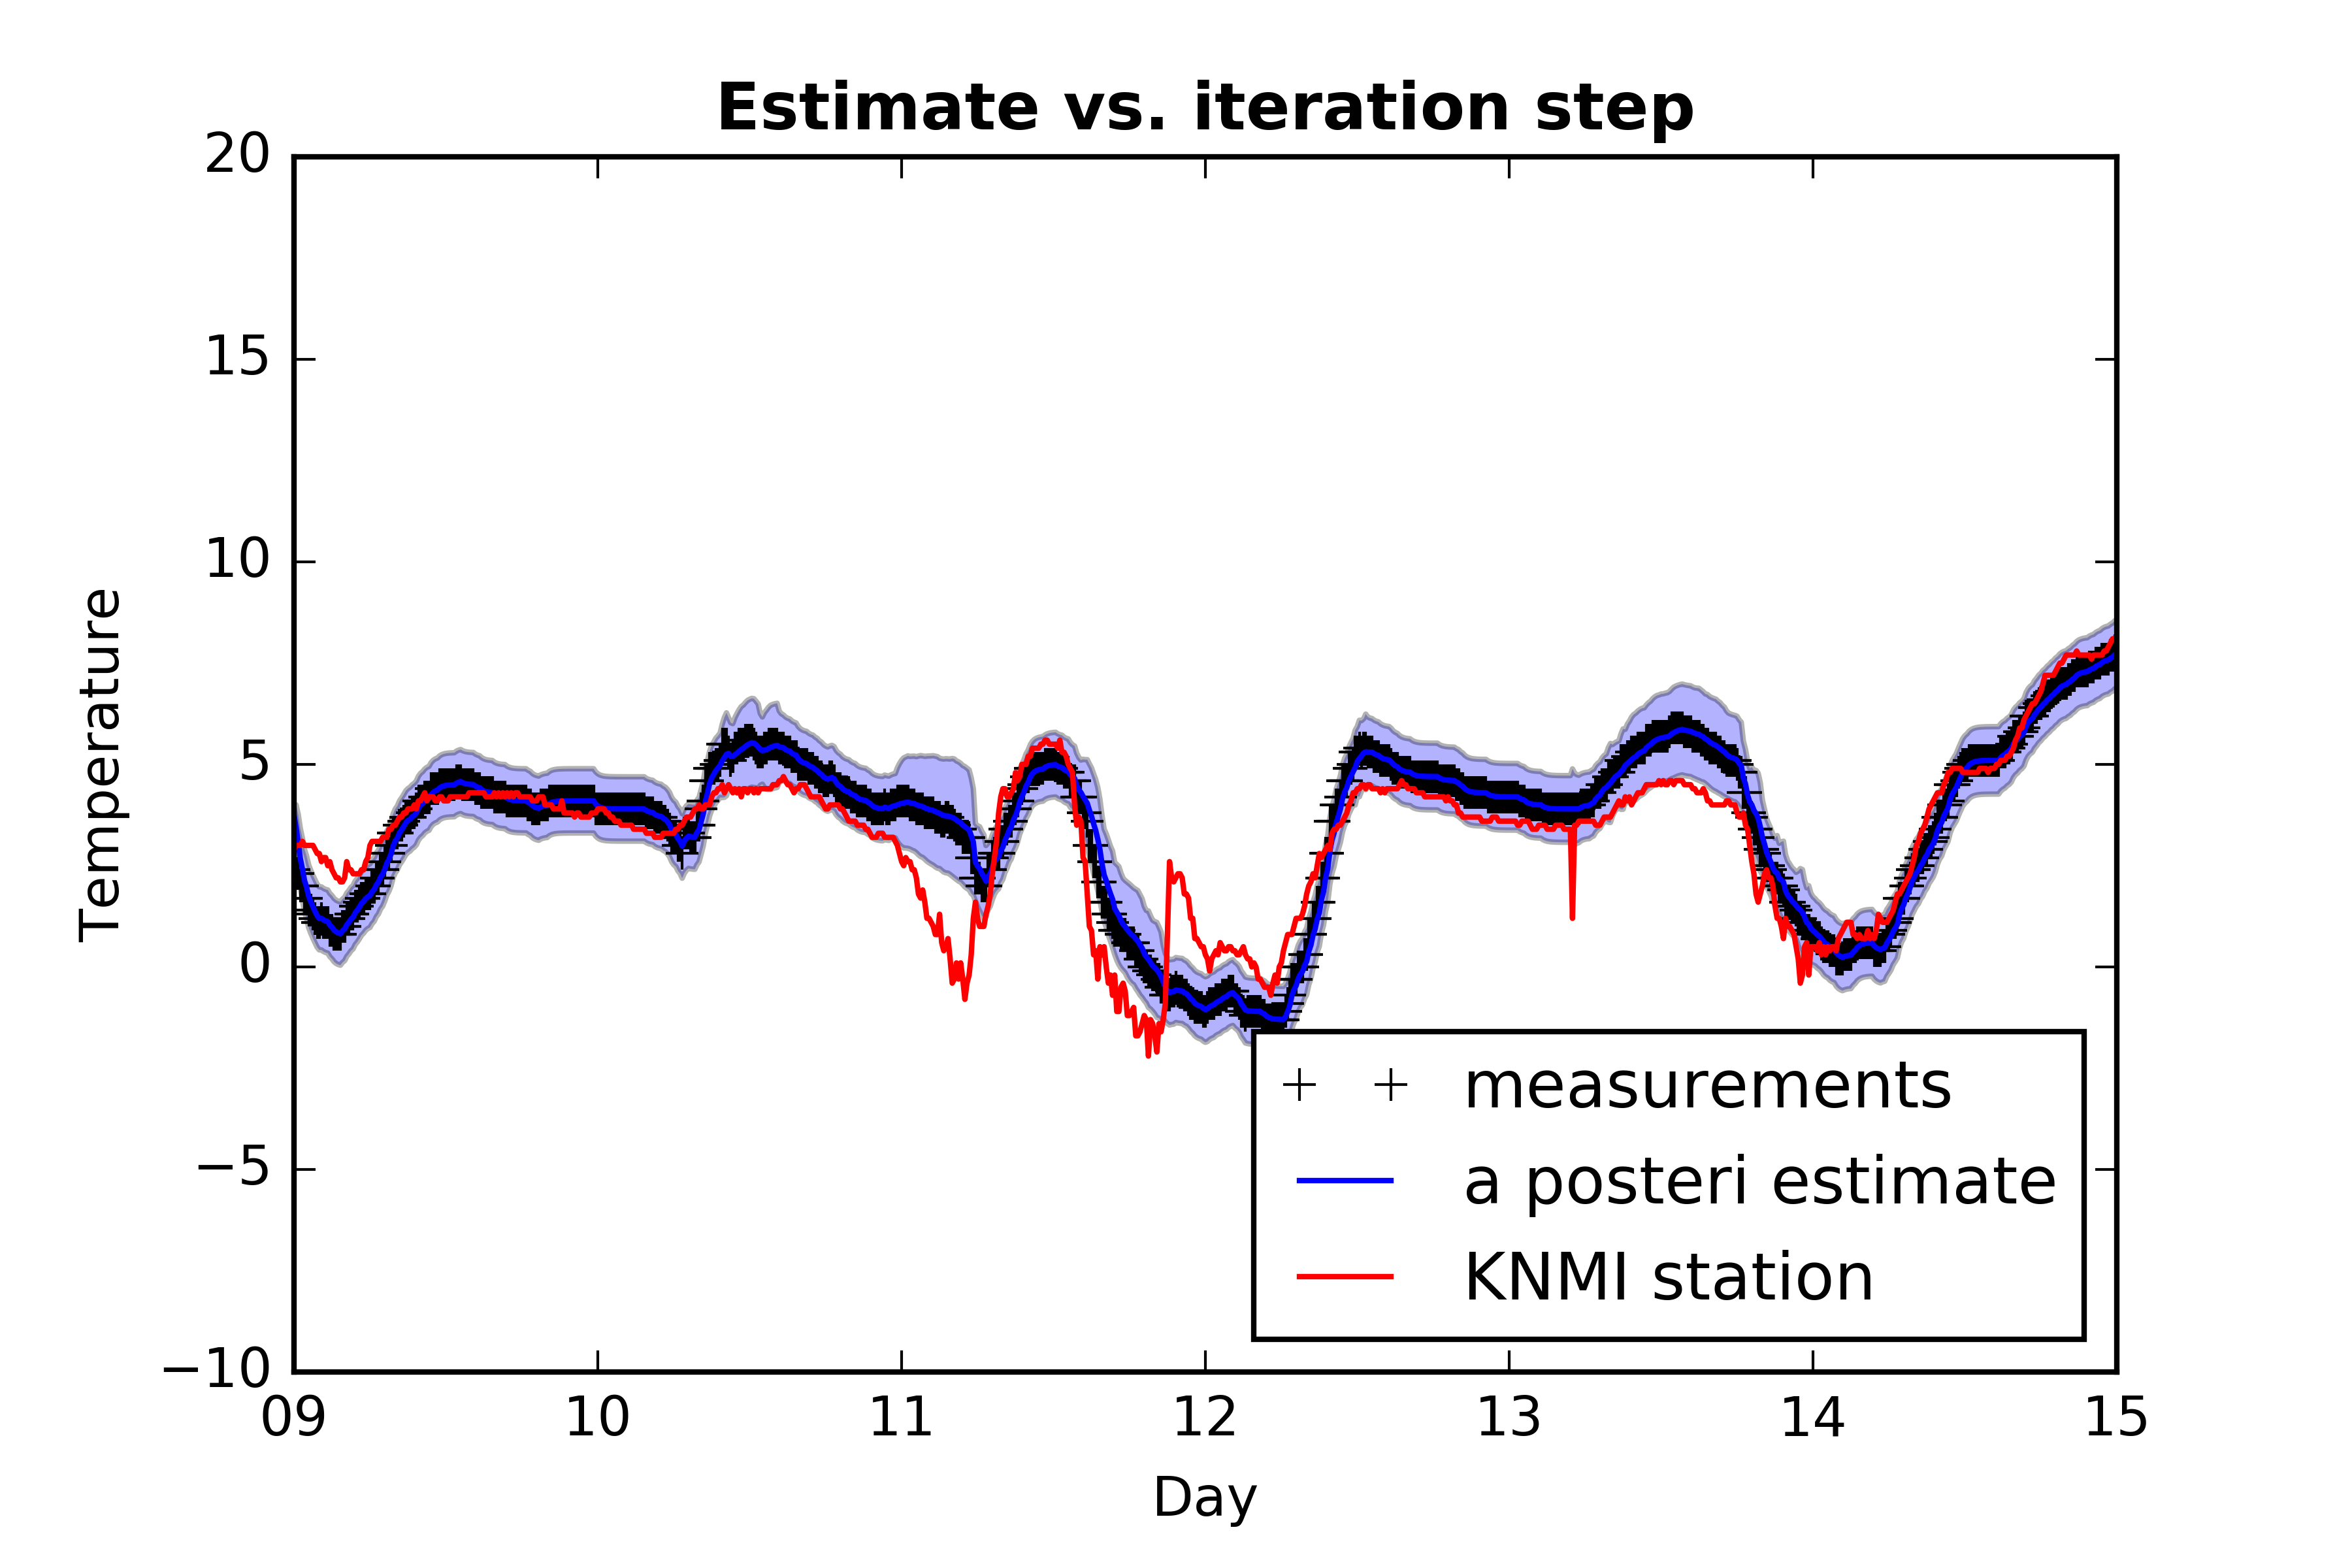 Estimate vs. iteration step
20
15
10
5
0
−5
−10
Temperature
09 10 11 12 13 14 15
Day
measurements
a posteri estimate
KNMI station